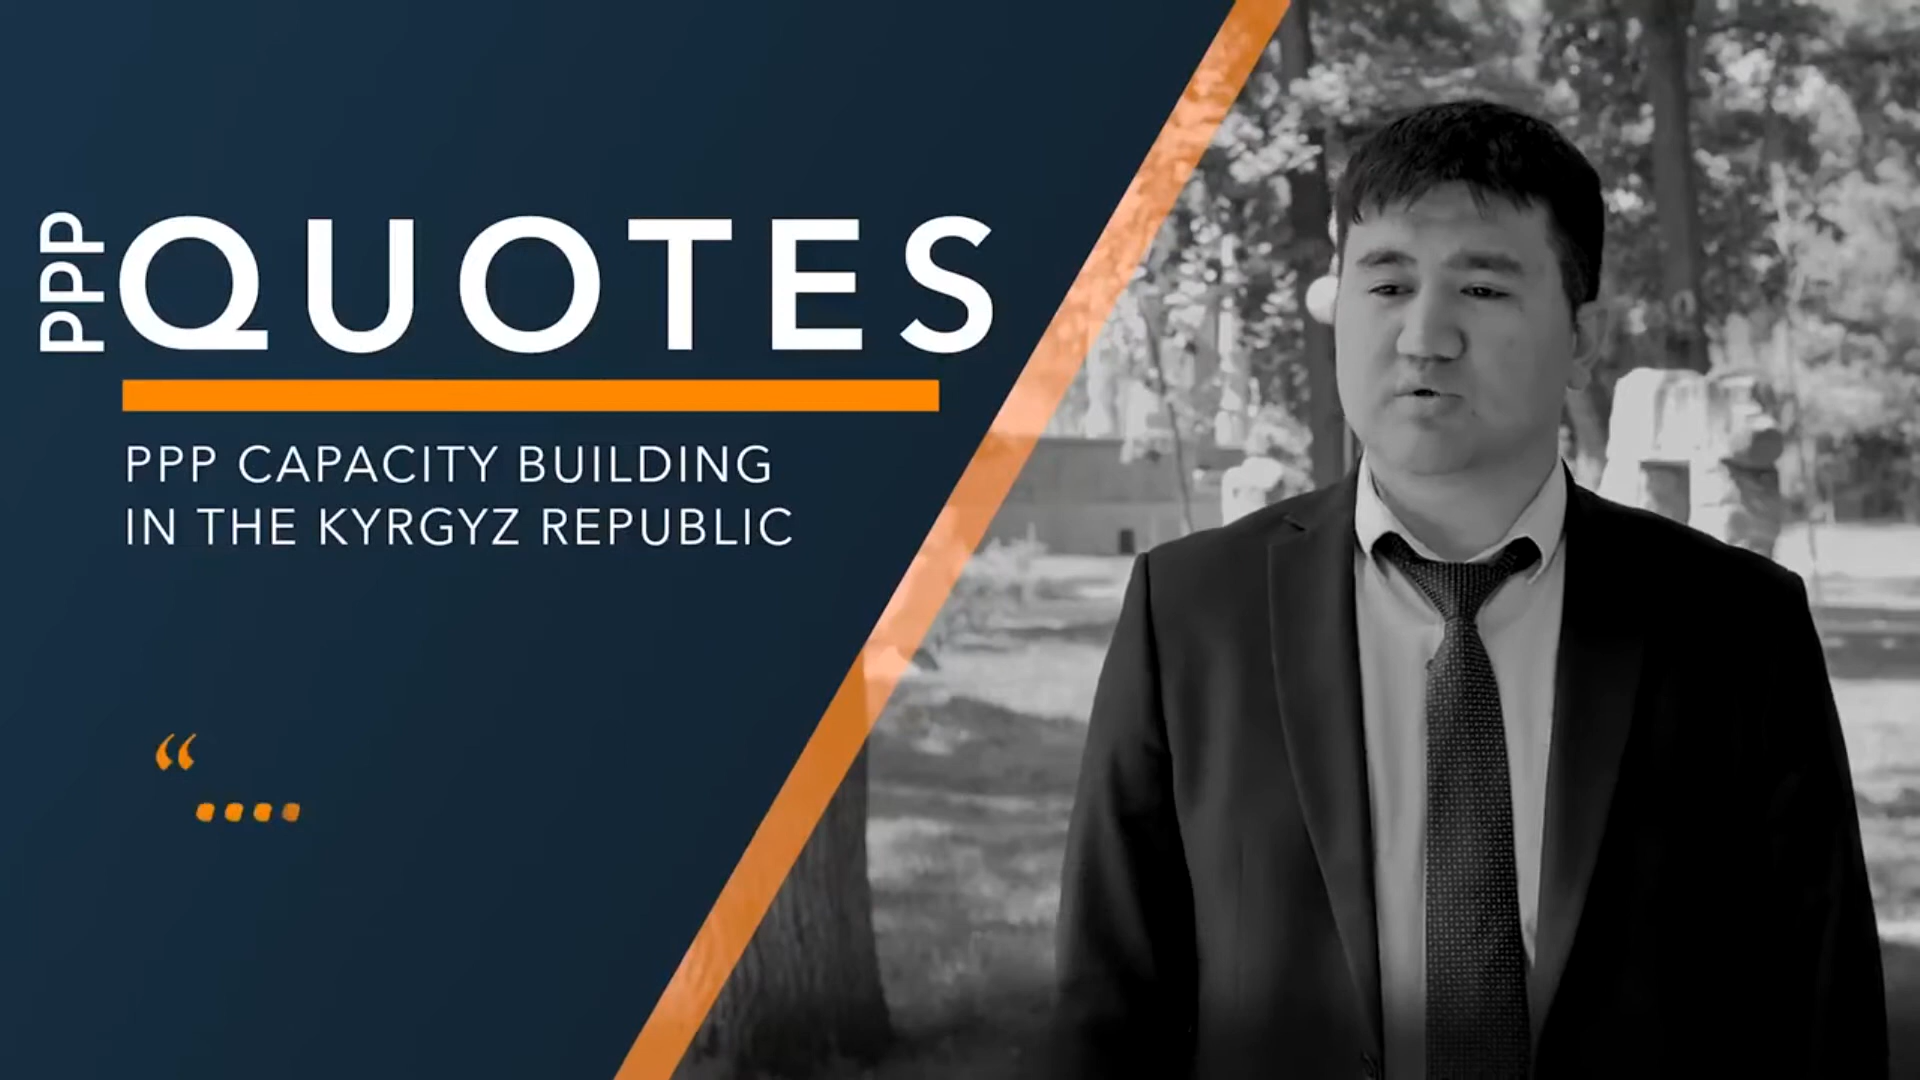 PPP QUOTES
PPP CAPACITY BUILDING
IN THE KYRGYZ REPUBLIC
“
....